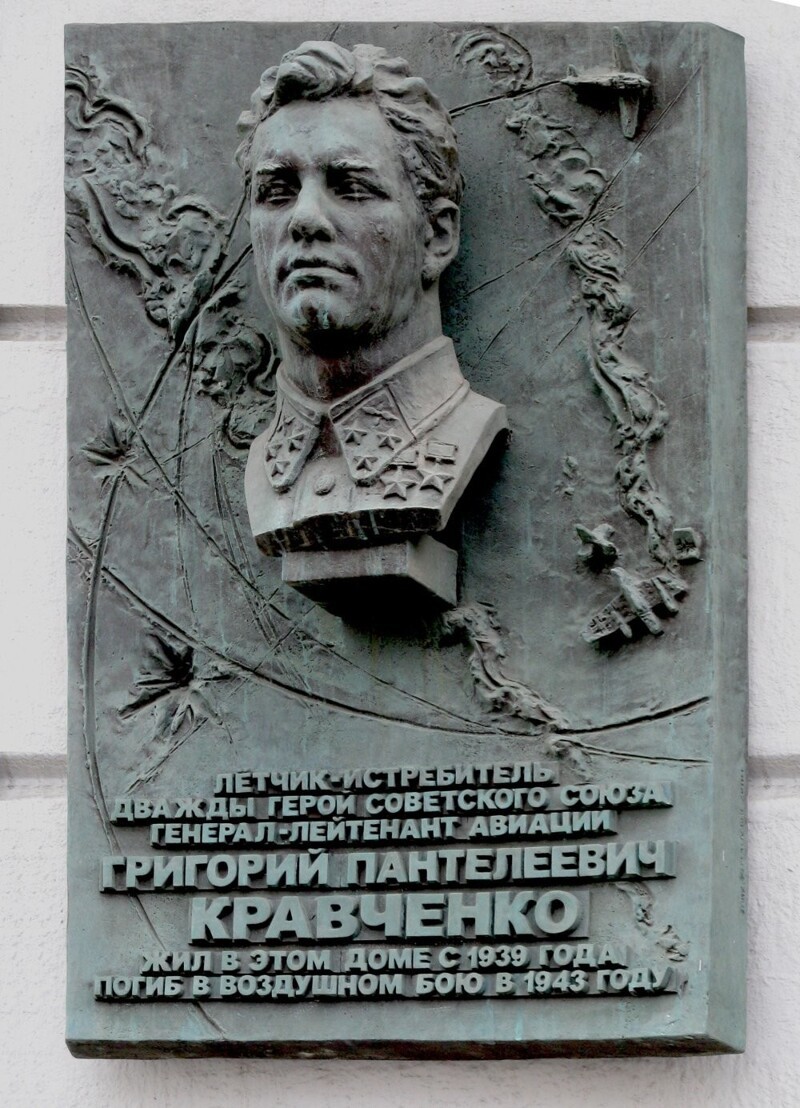 ЛЁТЧИК-ИСТРЕБИТЕЛЬ
ДВАЖДЫ ГЕРОЙ СОВЕТСКОГО СОЮЗА
ГЕНЕРАЛ-ЛЕЙТЕНАНТ АВИАЦИИ
ГРИГОРИЙ ПАНТЕЛЕЕВИЧ
КРАВЧЕНКО
ЖИЛ В ЭТОМ ДОМЕ С 1939 ГОДА
ПОГИБ В ВОЗДУШНОМ БОЮ В 1943 ГОДУ